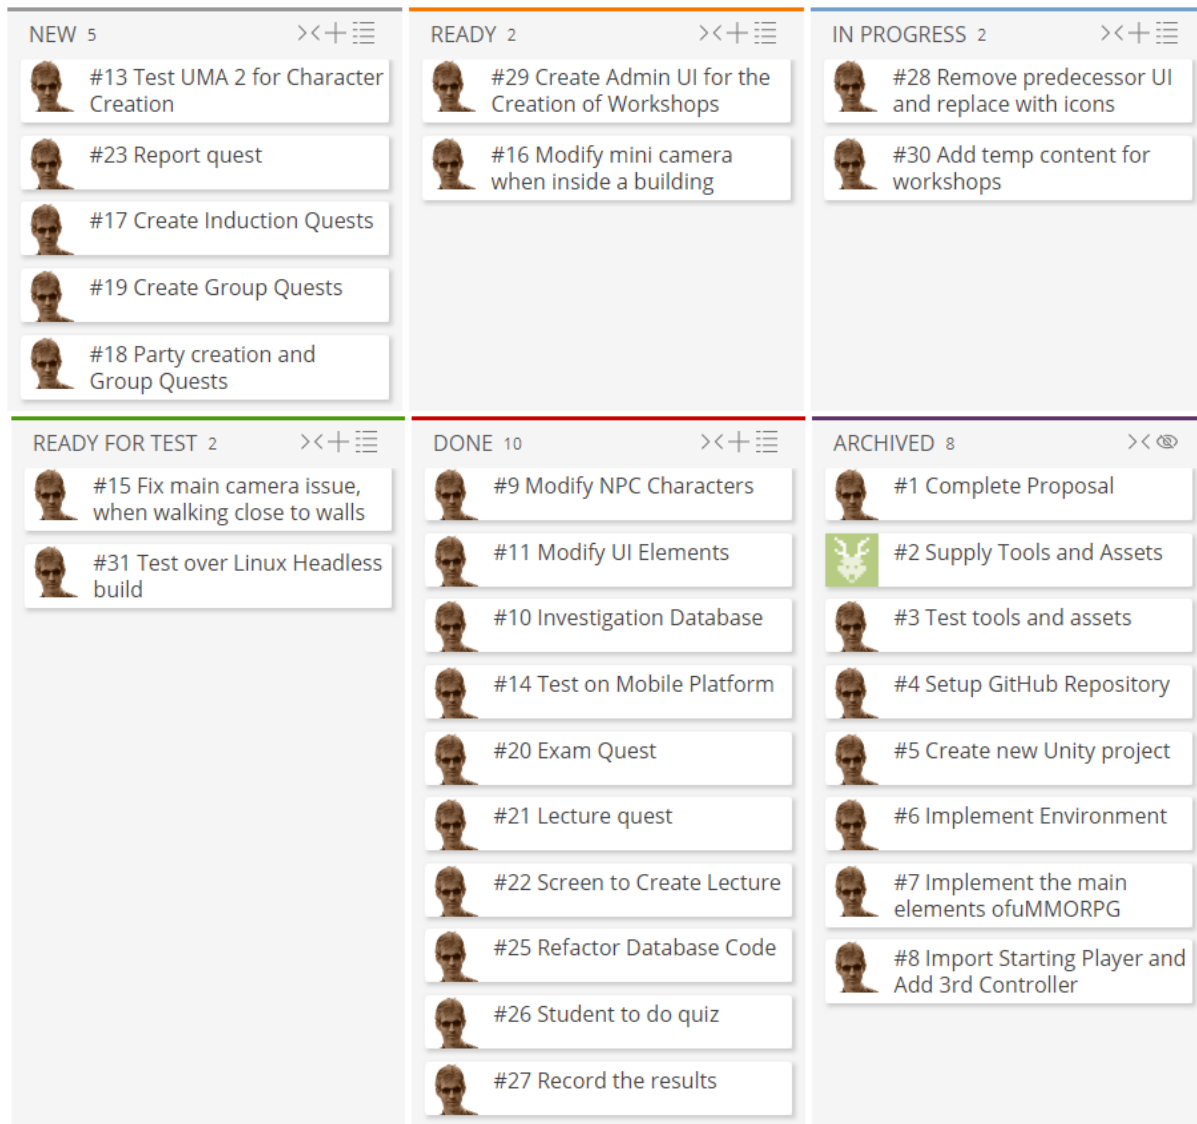 NEW 5
#13 Test UMA 2 for Character
Creation
#23 Report quest
#17 Create Induction Quests
#19 Create Group Quests
#18 Party creation and
Group Quests
READY 2
#29 Create Admin UI for the
Creation of Workshops
#16 Modify mini camera
when inside a building
IN PROGRESS 2
#28 Remove predecessor UI
and replace with icons
#30 Add temp content for
workshops
READY FOR TEST 2
#15 Fix main camera issue,
when walking close to walls
#31 Test over Linux Headless
build
DONE 10
#9 Modify NPC Characters
#11 Modify UI Elements
#10 Investigation Database
#14 Test on Mobile Platform
#20 Exam Quest
#21 Lecture quest
#22 Screen to Create Lecture
#25 Refactor Database Code
#26 Student to do quiz
#27 Record the results
ARCHIVED 8
#1 Complete Proposal
#2 Supply Tools and Assets
#3 Test tools and assets
#4 Setup GitHub Repository
#5 Create new Unity project
#6 Implement Environment
#7 Implement the main
elements ofuMMORPG
#8 Import Starting Player and
Add 3rd Controller